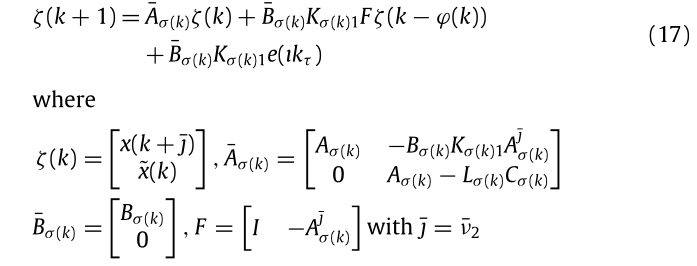 ζ(k + 1) = Ā_{σ(k)}ζ(k) + B̄_{σ(k)}K_{σ(k)1}Fζ(k − φ(k))
+ B̄_{σ(k)}K_{σ(k)1}e(ιk_τ) (17)
where
ζ(k) = [x(k + j̄); x̃(k)], Ā_{σ(k)} = [A_{σ(k)} −B_{σ(k)}K_{σ(k)1}A^{j̄}_{σ(k)}; 0 A_{σ(k)} − L_{σ(k)}C_{σ(k)}]
B̄_{σ(k)} = [B_{σ(k)}; 0], F = [I −A^{j̄}_{σ(k)}] with j̄ = ν̄₂